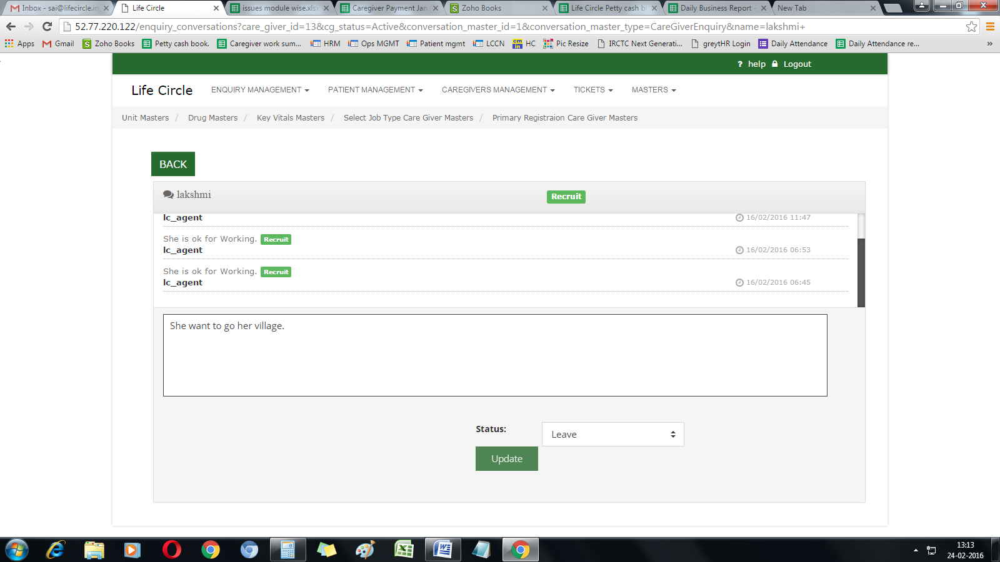 Inbox - sai@lifecircle.in
Life Circle
issues module wise.xlsx
Caregiver Payment Jan
Zoho Books
Life Circle Petty cash b
Daily Business Report -
New Tab
52.77.220.122/enquiry_conversations?care_giver_id=13&cg_status=Active&conversation_master_id=1&conversation_master_type=CareGiverEnquiry&name=lakshmi+
Apps Gmail Zoho Books Petty cash book. Caregiver work sum... HRM Ops MGMT Patient mgmt LCCN HC Pic Resize IRCTC Next Generati... greytHR Login Daily Attendance Daily Attendance re... »
? help Logout
Life Circle ENQUIRY MANAGEMENT PATIENT MANAGEMENT CAREGIVERS MANAGEMENT TICKETS MASTERS
Unit Masters / Drug Masters / Key Vitals Masters / Select Job Type Care Giver Masters / Primary Registraion Care Giver Masters
BACK
lakshmi Recruit
lc_agent 16/02/2016 11:47
She is ok for Working. Recruit
lc_agent 16/02/2016 06:53
She is ok for Working. Recruit
lc_agent 16/02/2016 06:45
She want to go her village.
Status: Leave
Update
13:13
24-02-2016